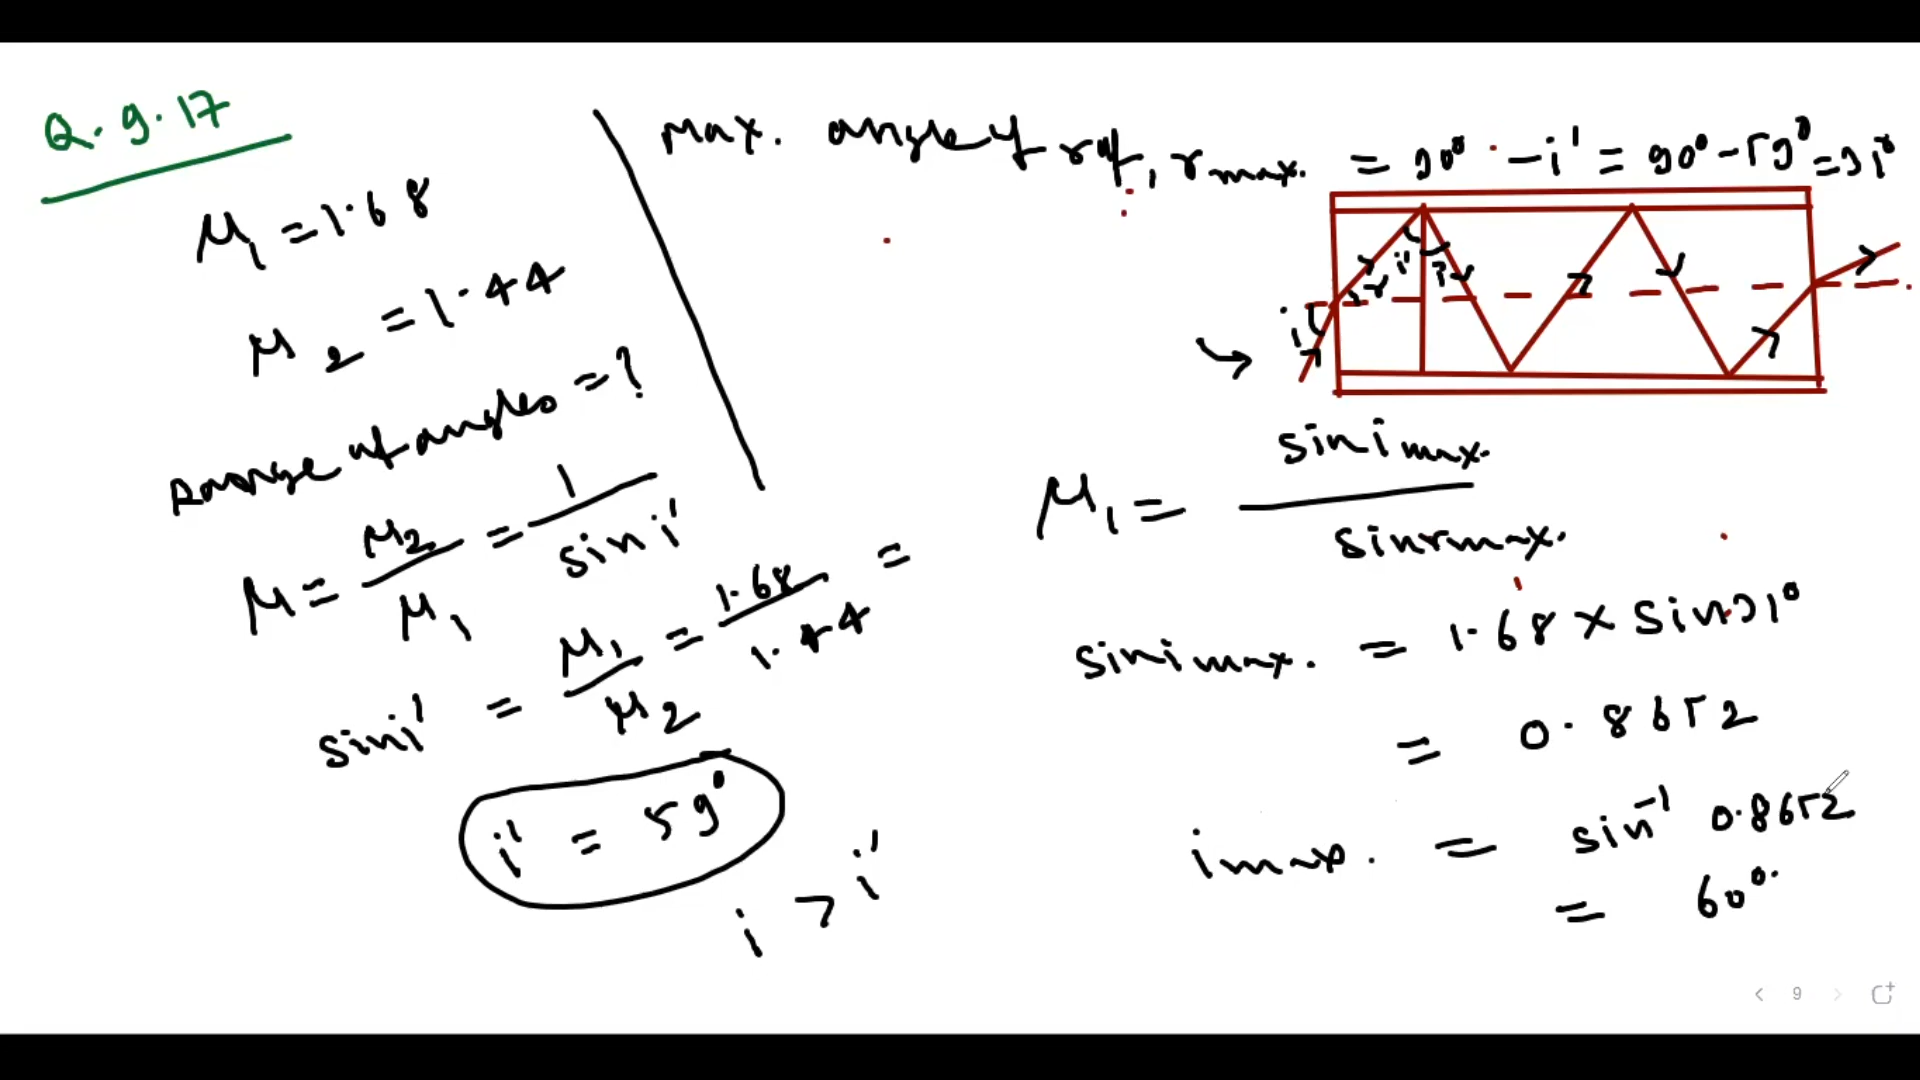 Q. 9.17
μ₁ = 1.68
μ₂ = 1.44
Range of angles = ?
μ = μ₂/μ₁ = 1/sin i'
sin i' = μ₁/μ₂ = 1.68/1.44 =
i' = 59°
i > i'
Max. angle of ref, r max. = 90° - i' = 90° - 59° = 31°
i' ?
r
i
μ₁ = sin i max./sin r max.
sin i max. = 1.68 × sin 31°
= 0.8652
i max. = sin⁻¹ 0.8652
= 60°.
9